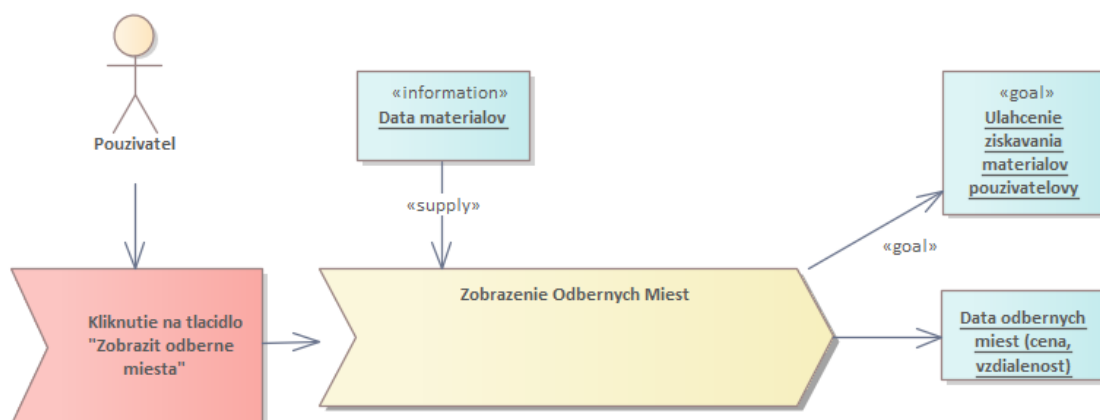 Pouzivatel
«information»
Data materialov
«supply»
«goal»
Ulahcenie
ziskavania
materialov
pouzivatelovy
«goal»
Kliknutie na tlacidlo
"Zobrazit odberne
miesta"
Zobrazenie Odbernych Miest
Data odbernych
miest (cena,
vzdialenost)